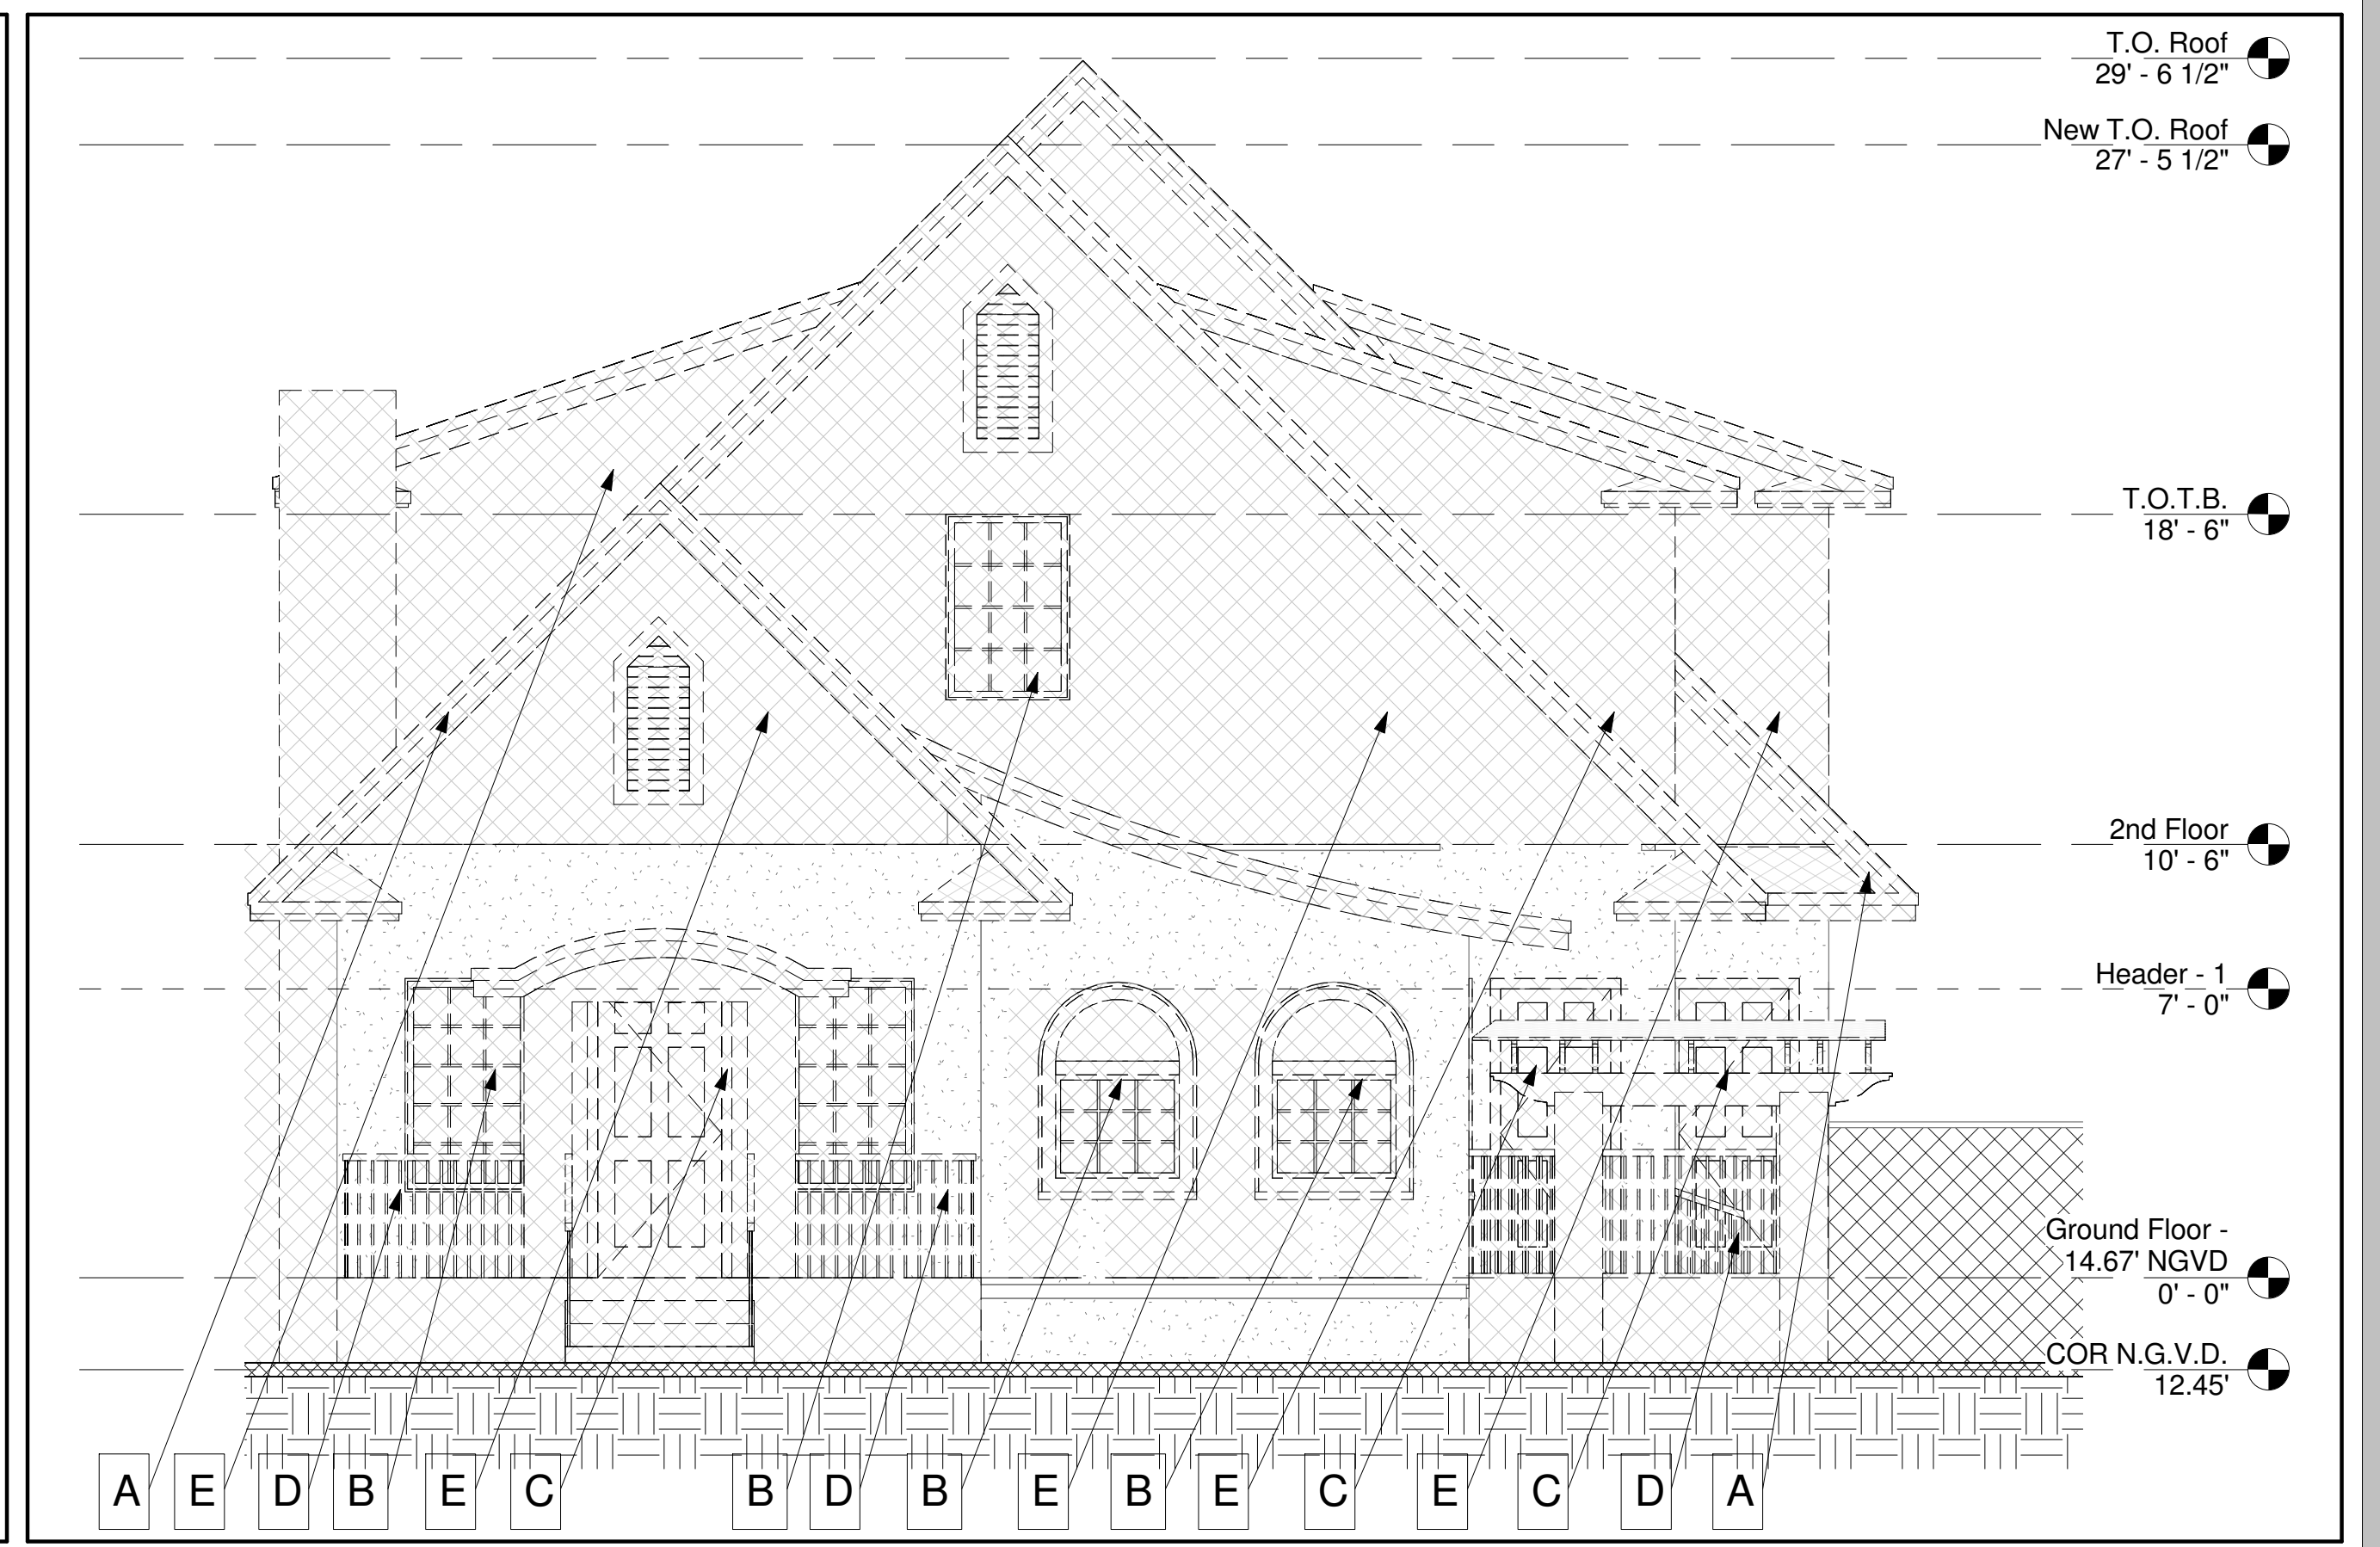 T.O. Roof
29' - 6 1/2"
New T.O. Roof
27' - 5 1/2"
T.O.T.B.
18' - 6"
2nd Floor
10' - 6"
Header - 1
7' - 0"
Ground Floor -
14.67' NGVD
0' - 0"
COR N.G.V.D.
12.45'
A E D B E C B D B E B E C E C D A